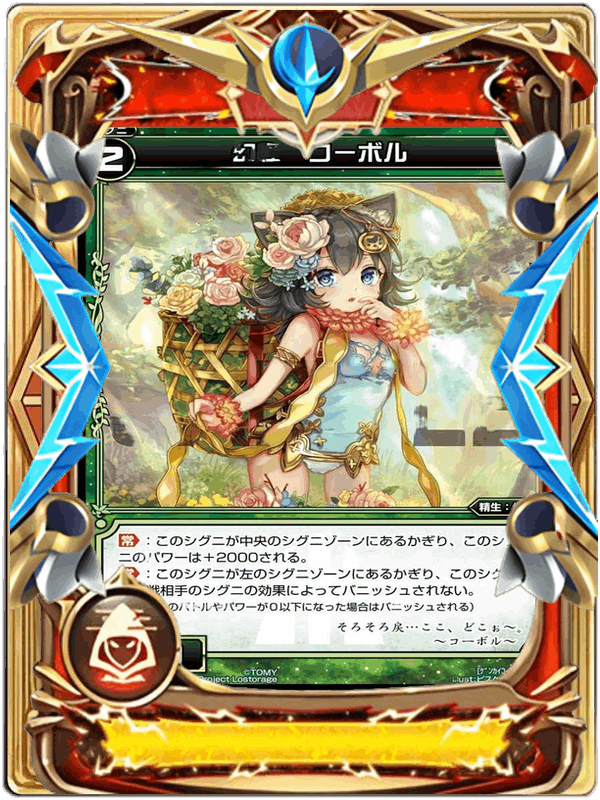 2
コーボル
精生：
常：このシグニが中央のシグニゾーンにあるかぎり、このシ
ニのパワーは＋2000される。
常：このシグニが左のシグニゾーンにあるかぎり、このシグ
戦相手のシグニの効果によってバニッシュされない。
のバトルやパワーが0以下になった場合はバニッシュされる）
そろそろ戻…ここ、どこぉ～。
～コーボル～
©TOMY
Project Lostorage